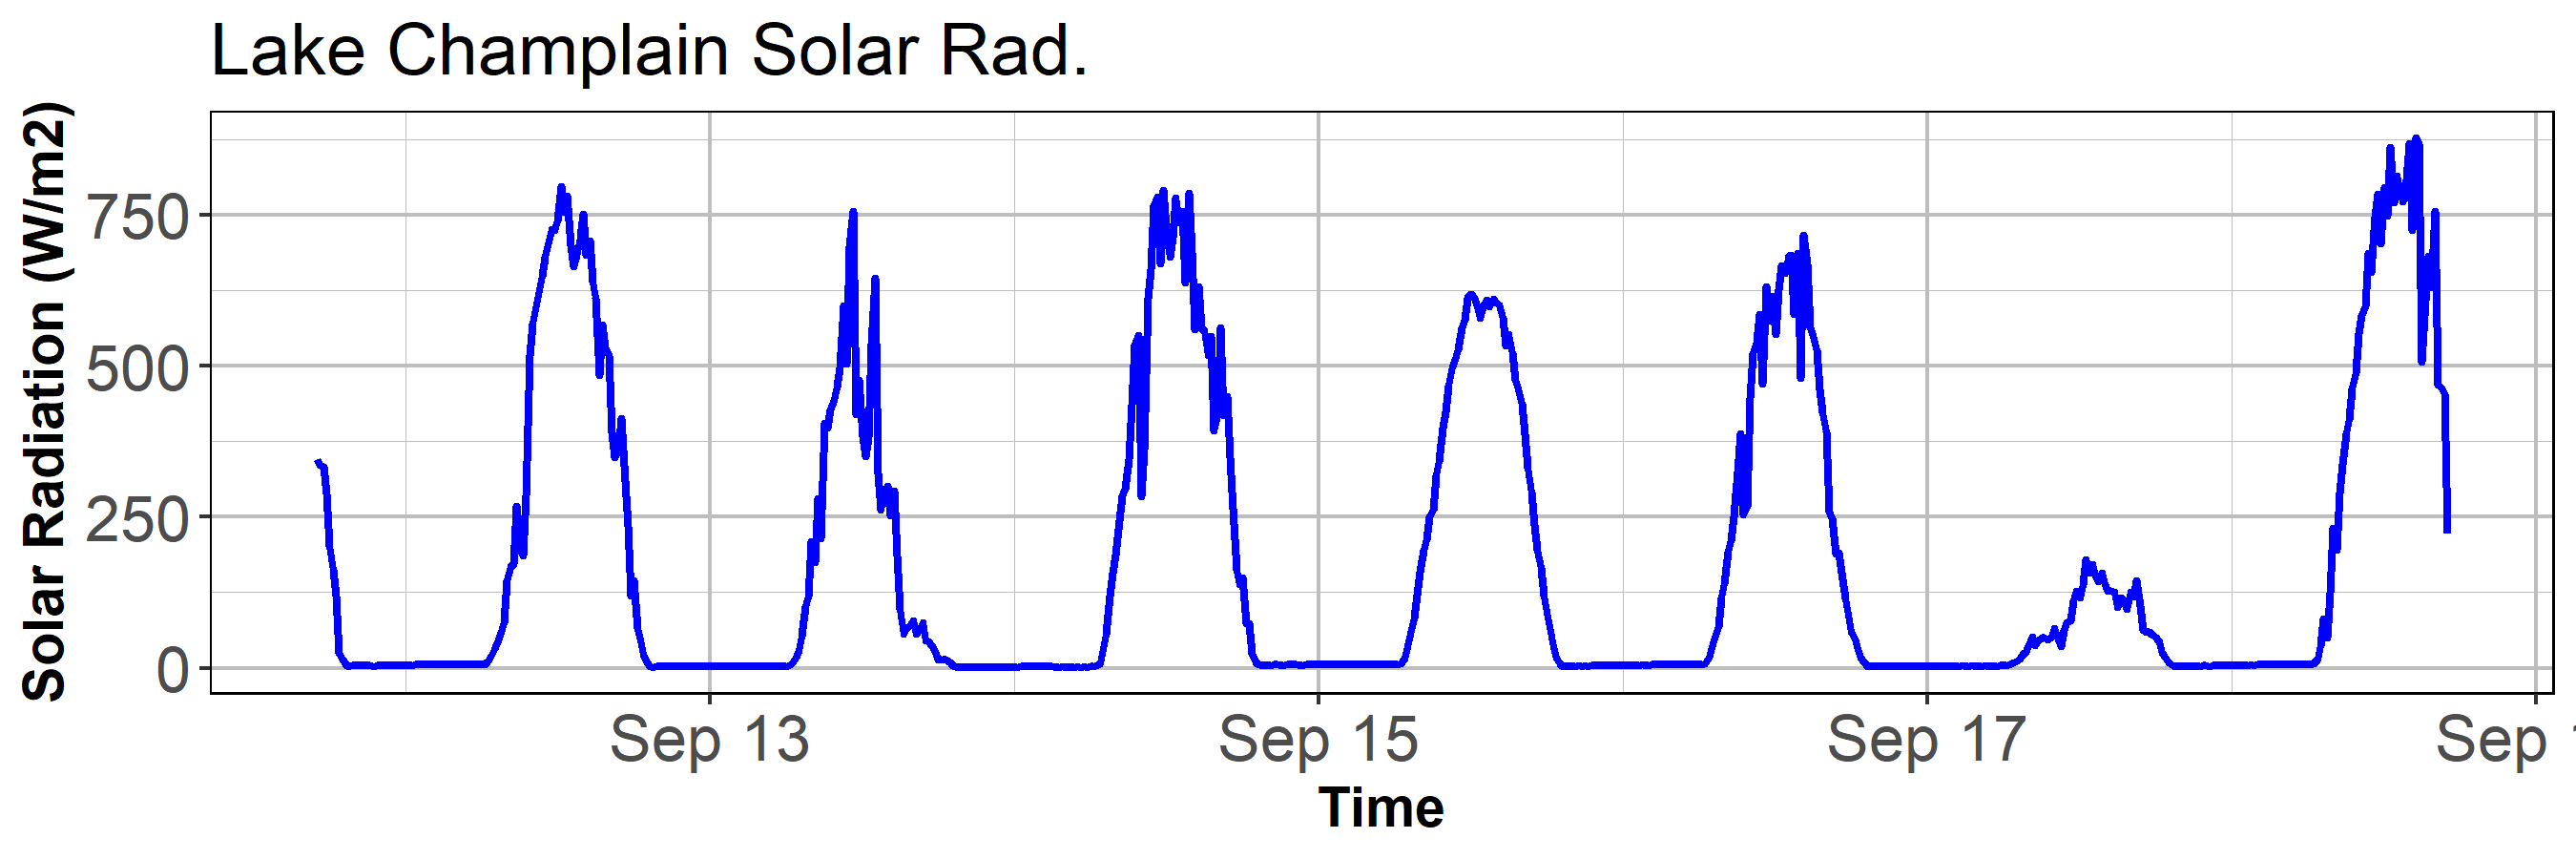 Lake Champlain Solar Rad.
Solar Radiation (W/m2)
750
500
250
0
Sep 13
Sep 15
Sep 17
Sep
Time